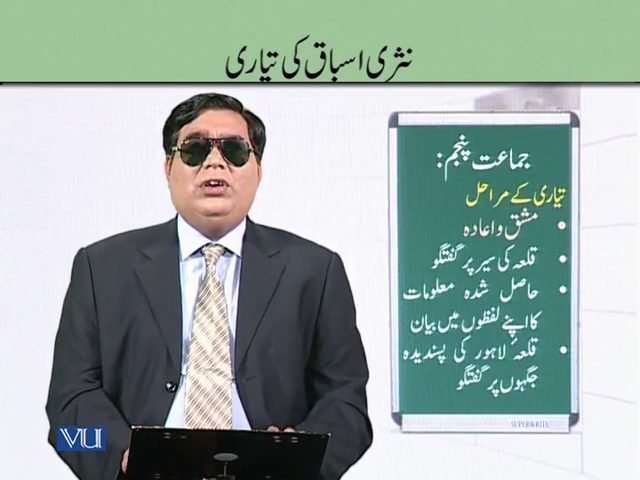 نثری اسباق کی تیاری
جماعت پنجم:
تیاری کے مراحل
• مشق و اعادہ
• قلعہ کی سیر پر گفتگو
• حاصل شدہ معلومات
کا اپنے لفظوں میں بیان
• قلعۂ لاہور کی پسندیدہ
جگہوں پر گفتگو
SUPERWRITE
VU